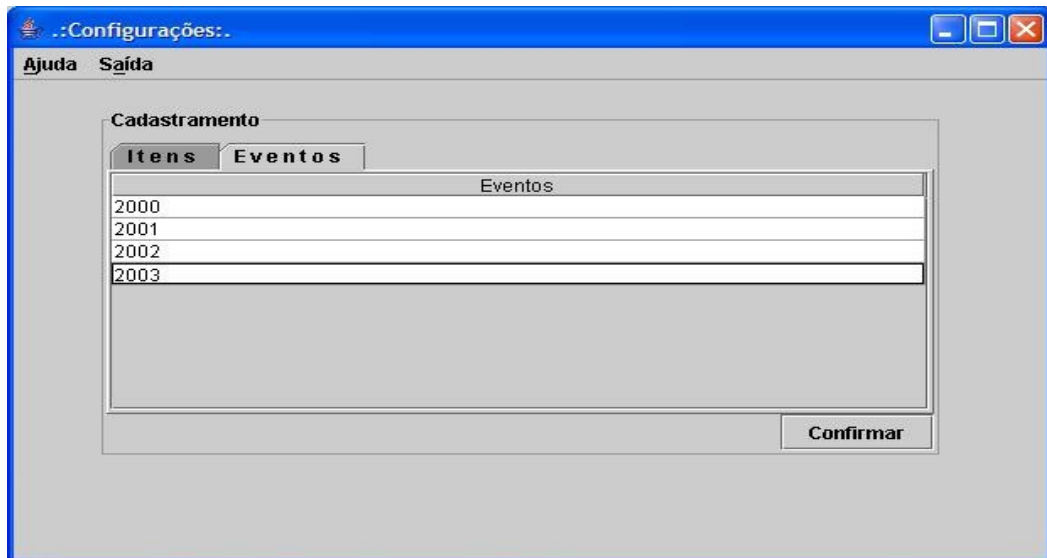 .:Configurações:.
Ajuda Saída
Cadastramento
Itens Eventos
Eventos
2000
2001
2002
2003
Confirmar